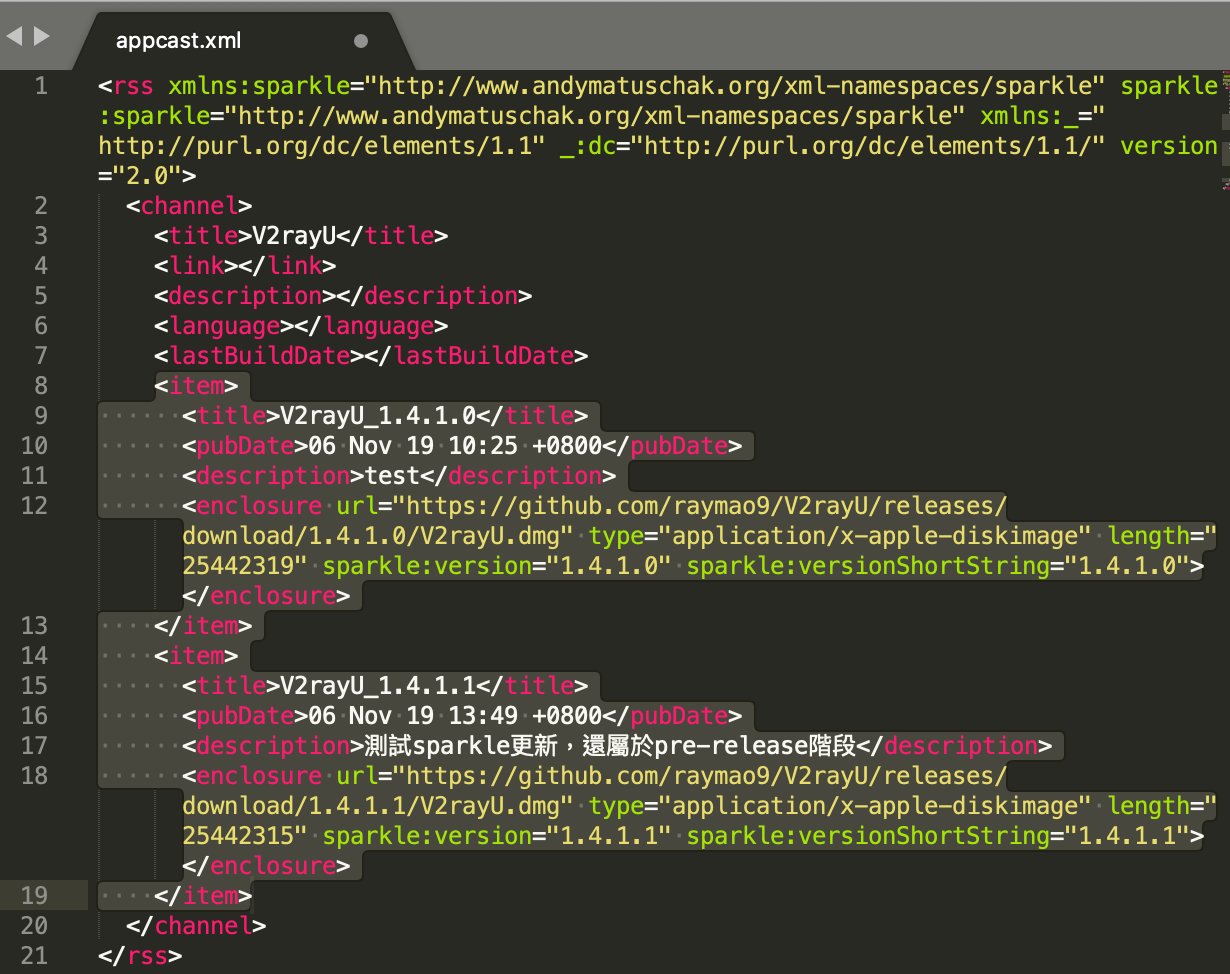 appcast.xml
1 <rss xmlns:sparkle="http://www.andymatuschak.org/xml-namespaces/sparkle" sparkle
:sparkle="http://www.andymatuschak.org/xml-namespaces/sparkle" xmlns:_="
http://purl.org/dc/elements/1.1" _:dc="http://purl.org/dc/elements/1.1/" version
="2.0">
2 <channel>
3 <title>V2rayU</title>
4 <link></link>
5 <description></description>
6 <language></language>
7 <lastBuildDate></lastBuildDate>
8 <item>
9 <title>V2rayU_1.4.1.0</title>
10 <pubDate>06 Nov 19 10:25 +0800</pubDate>
11 <description>test</description>
12 <enclosure url="https://github.com/raymao9/V2rayU/releases/
download/1.4.1.0/V2rayU.dmg" type="application/x-apple-diskimage" length="
25442319" sparkle:version="1.4.1.0" sparkle:versionShortString="1.4.1.0">
</enclosure>
13 </item>
14 <item>
15 <title>V2rayU_1.4.1.1</title>
16 <pubDate>06 Nov 19 13:49 +0800</pubDate>
17 <description>測試sparkle更新，還屬於pre-release階段</description>
18 <enclosure url="https://github.com/raymao9/V2rayU/releases/
download/1.4.1.1/V2rayU.dmg" type="application/x-apple-diskimage" length="
25442315" sparkle:version="1.4.1.1" sparkle:versionShortString="1.4.1.1">
</enclosure>
19 </item>
20 </channel>
21 </rss>